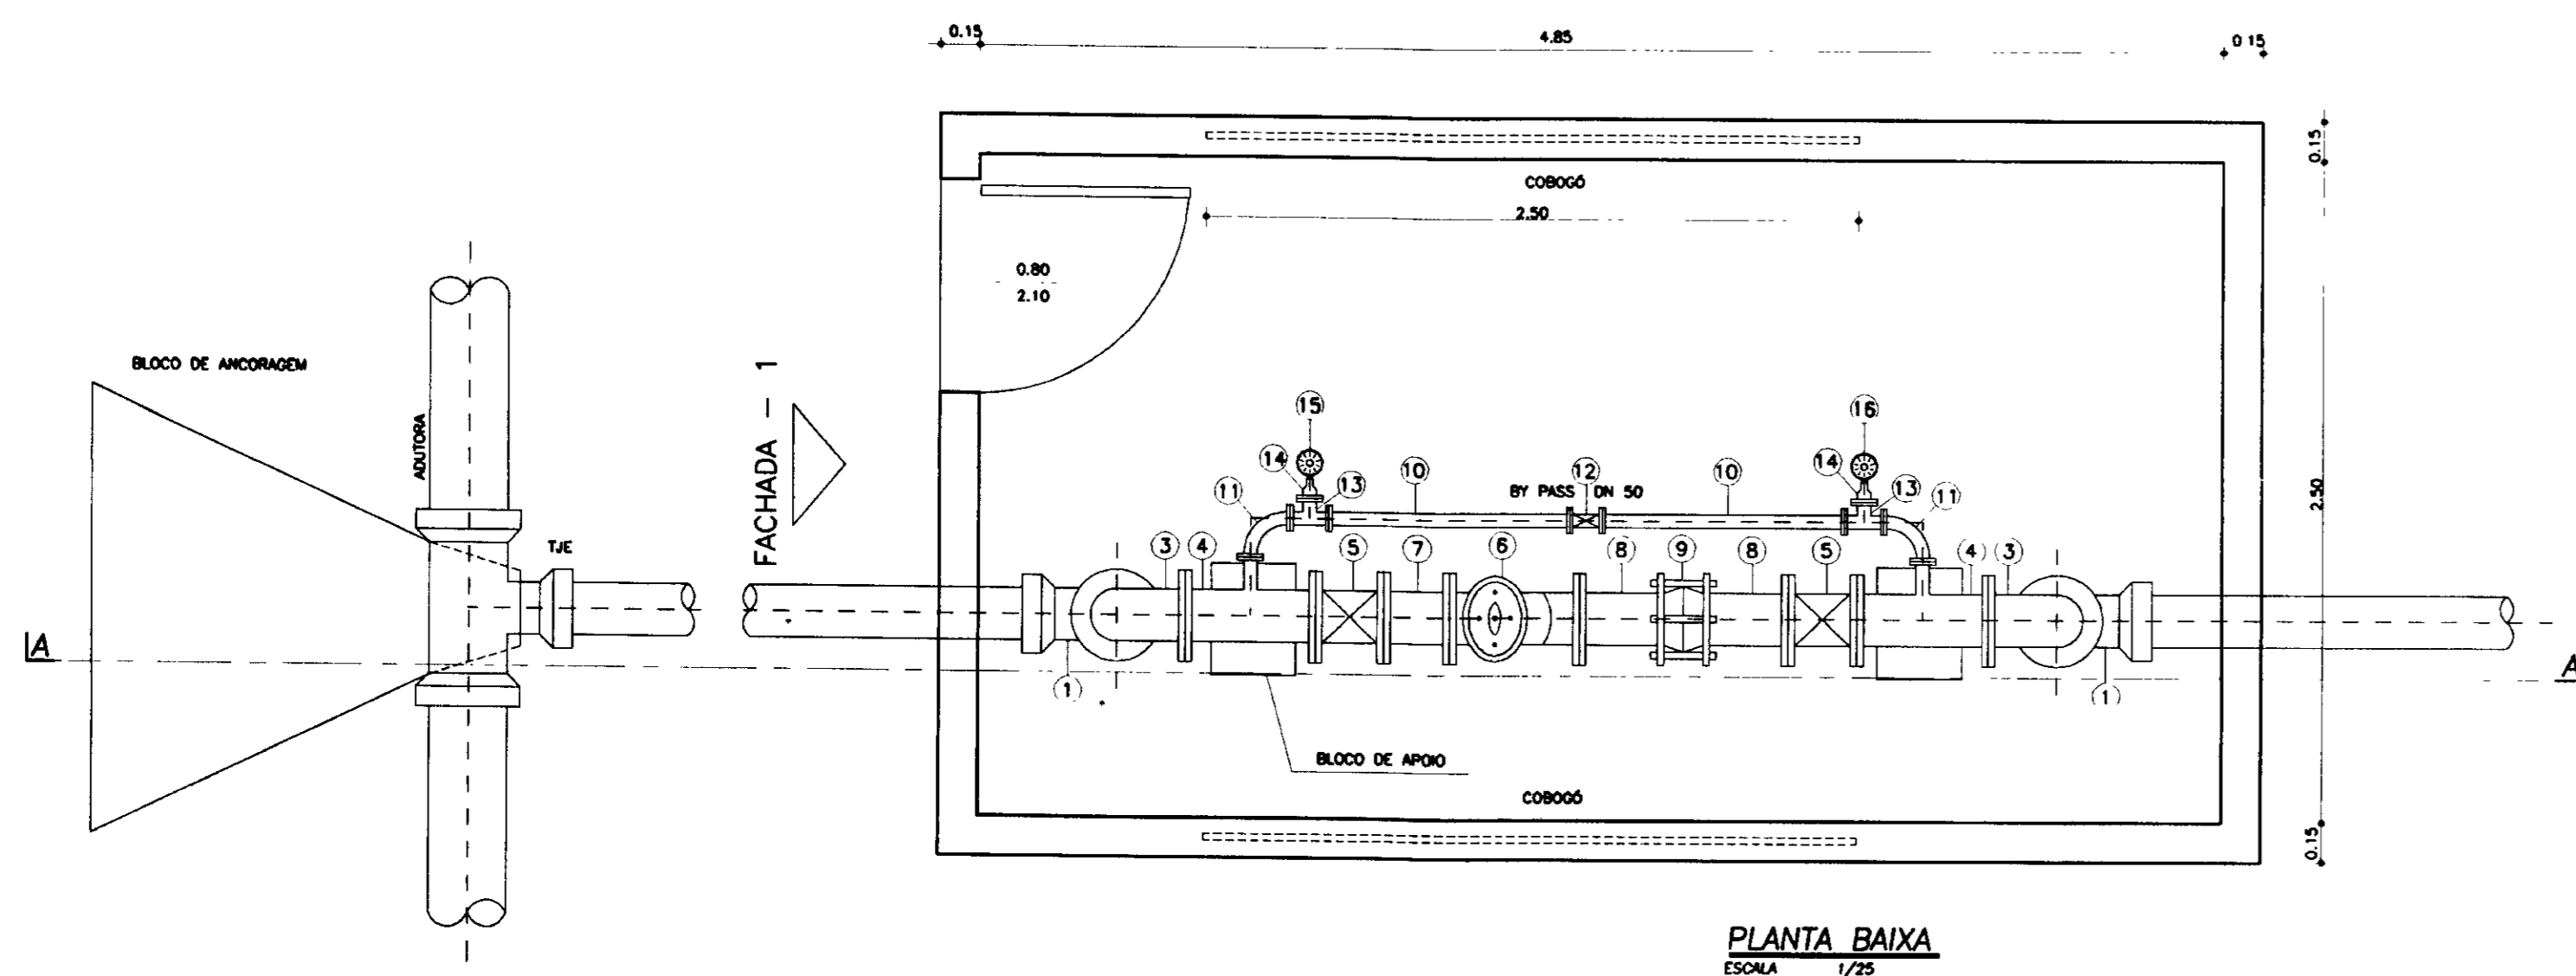 0.15
4.85
0 15
0.15
COBOGÓ
2.50
0.80
2.10
BLOCO DE ANCORAGEM
ADUTORA
FACHADA - 1
15
16
14
13
10
12
10
14
13
11
BY PASS DN 50
11
2.50
TJE
3
4
5
7
6
8
9
8
5
4
3
A
A
1
1
BLOCO DE APOIO
COBOGÓ
0.15
PLANTA BAIXA
ESCALA 1/25